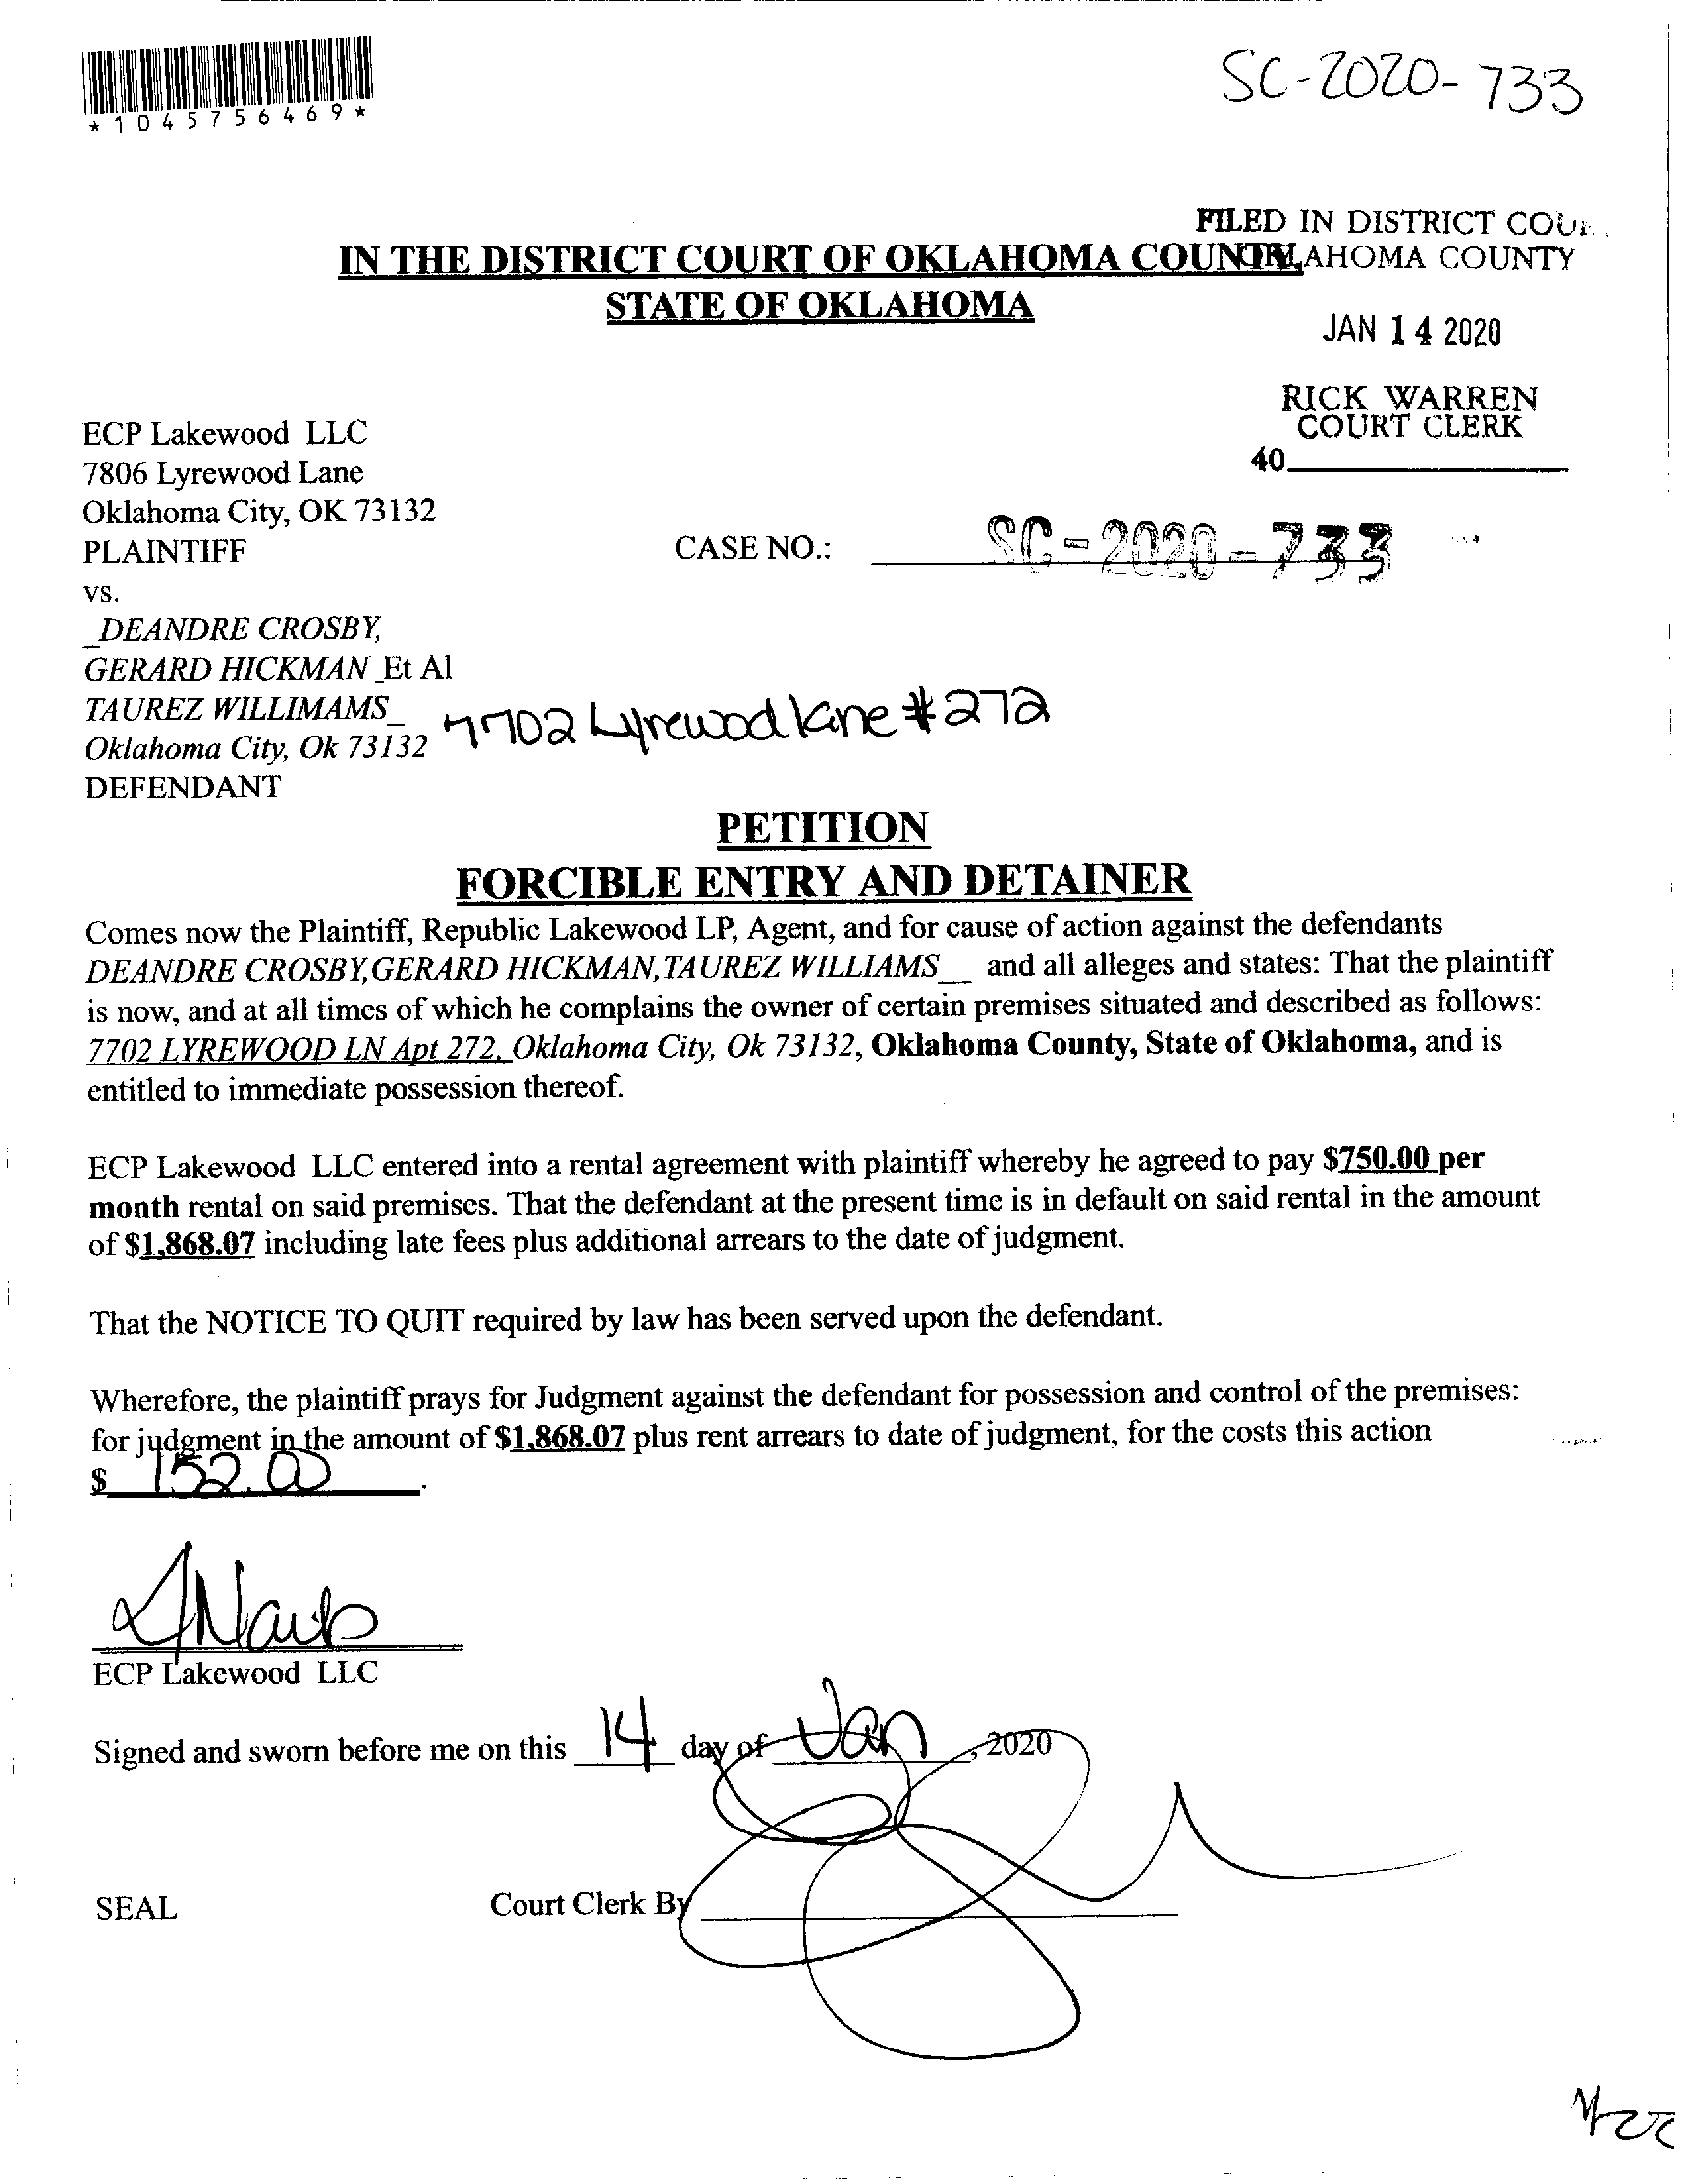 *1045756469*
SC-2020-733
FILED IN DISTRICT COU
IN THE DISTRICT COURT OF OKLAHOMA COUNTY,
LAHOMA COUNTY
STATE OF OKLAHOMA
JAN 14 2020
RICK WARREN
COURT CLERK
40
ECP Lakewood LLC
7806 Lyrewood Lane
Oklahoma City, OK 73132
PLAINTIFF
CASE NO.: SC-2020-733
vs.
_DEANDRE CROSBY,
GERARD HICKMAN_Et Al
TAUREZ WILLIMAMS_
7702 Lyrewood Lane #272
Oklahoma City, Ok 73132
DEFENDANT
PETITION
FORCIBLE ENTRY AND DETAINER
Comes now the Plaintiff, Republic Lakewood LP, Agent, and for cause of action against the defendants
DEANDRE CROSBY,GERARD HICKMAN,TAUREZ WILLIAMS__ and all alleges and states: That the plaintiff
is now, and at all times of which he complains the owner of certain premises situated and described as follows:
7702 LYREWOOD LN Apt 272, Oklahoma City, Ok 73132, Oklahoma County, State of Oklahoma, and is
entitled to immediate possession thereof.
ECP Lakewood LLC entered into a rental agreement with plaintiff whereby he agreed to pay $750.00 per
month rental on said premises. That the defendant at the present time is in default on said rental in the amount
of $1,868.07 including late fees plus additional arrears to the date of judgment.
That the NOTICE TO QUIT required by law has been served upon the defendant.
Wherefore, the plaintiff prays for Judgment against the defendant for possession and control of the premises:
for judgment in the amount of $1,868.07 plus rent arrears to date of judgment, for the costs this action
$ 152.00.
ECP Lakewood LLC
Signed and sworn before me on this 14 day of Jan, 2020
SEAL
Court Clerk By